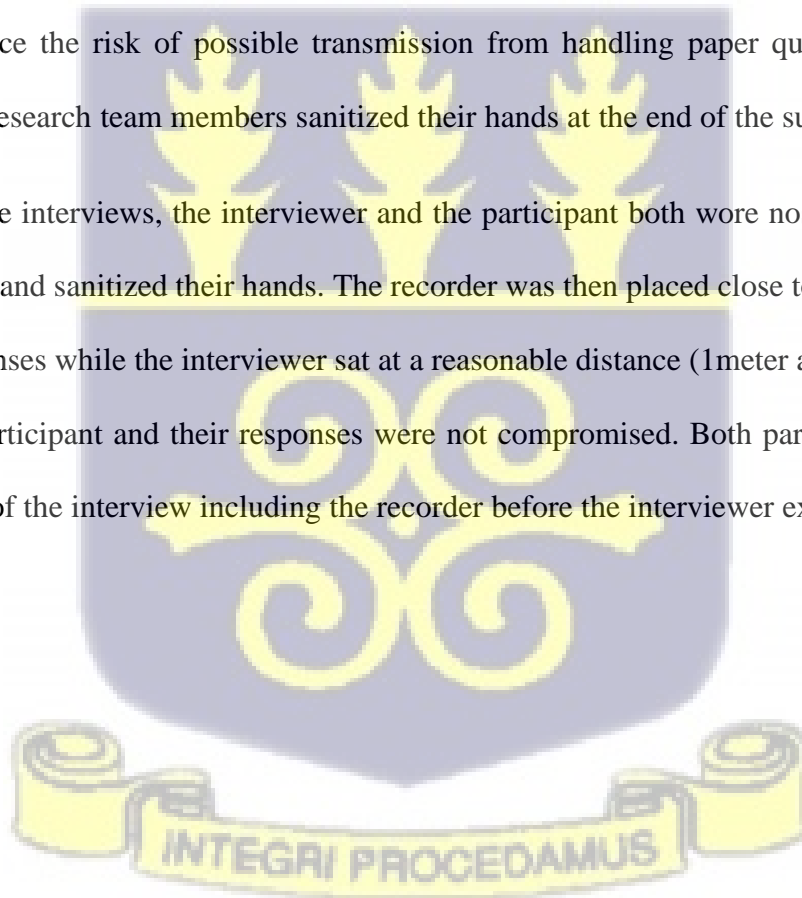 ce the risk of possible transmission from handling paper qu
esearch team members sanitized their hands at the end of the su
e interviews, the interviewer and the participant both wore no
and sanitized their hands. The recorder was then placed close to
nses while the interviewer sat at a reasonable distance (1meter a
rticipant and their responses were not compromised. Both par
of the interview including the recorder before the interviewer ex
INTEGRI PROCEDAMUS